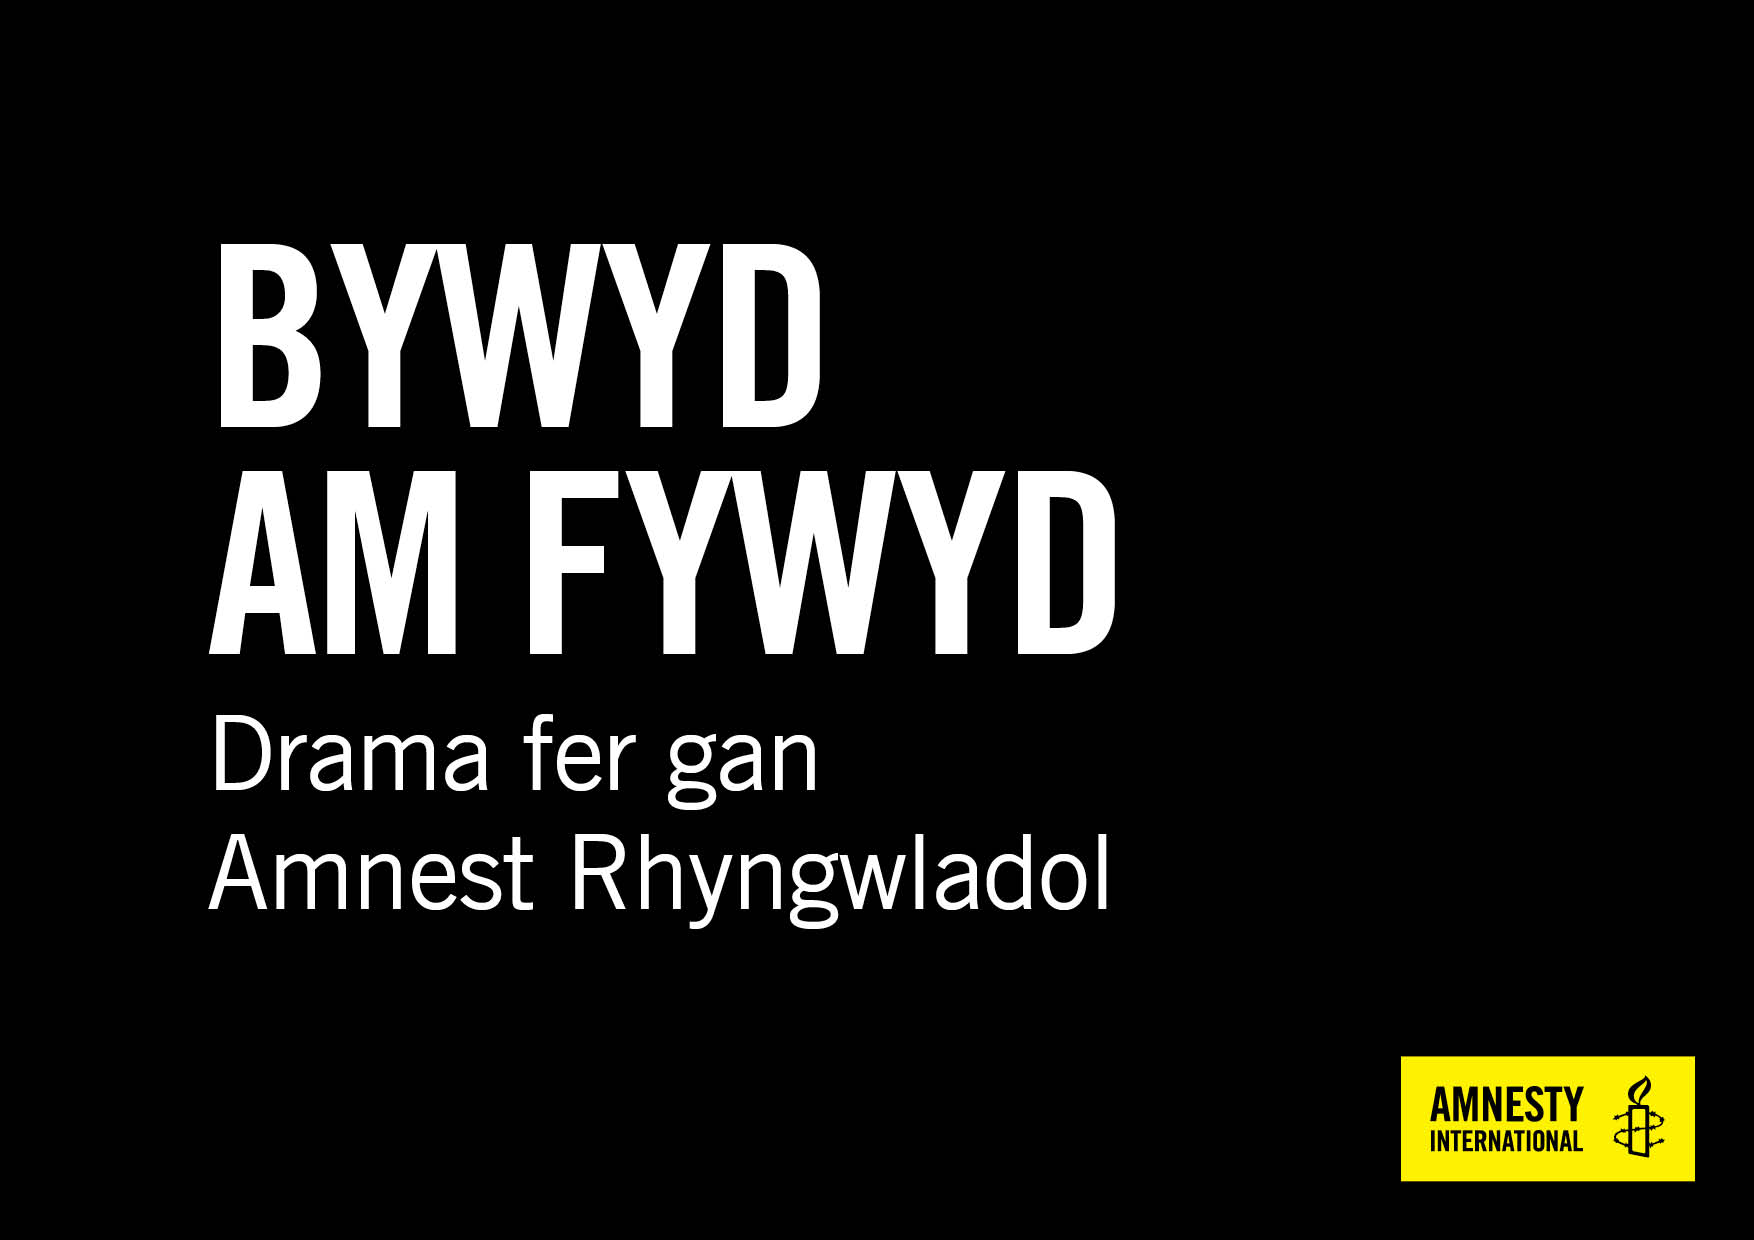 BYWYD
AM FYWYD
Drama fer gan
Amnest Rhyngwladol
AMNESTY
INTERNATIONAL